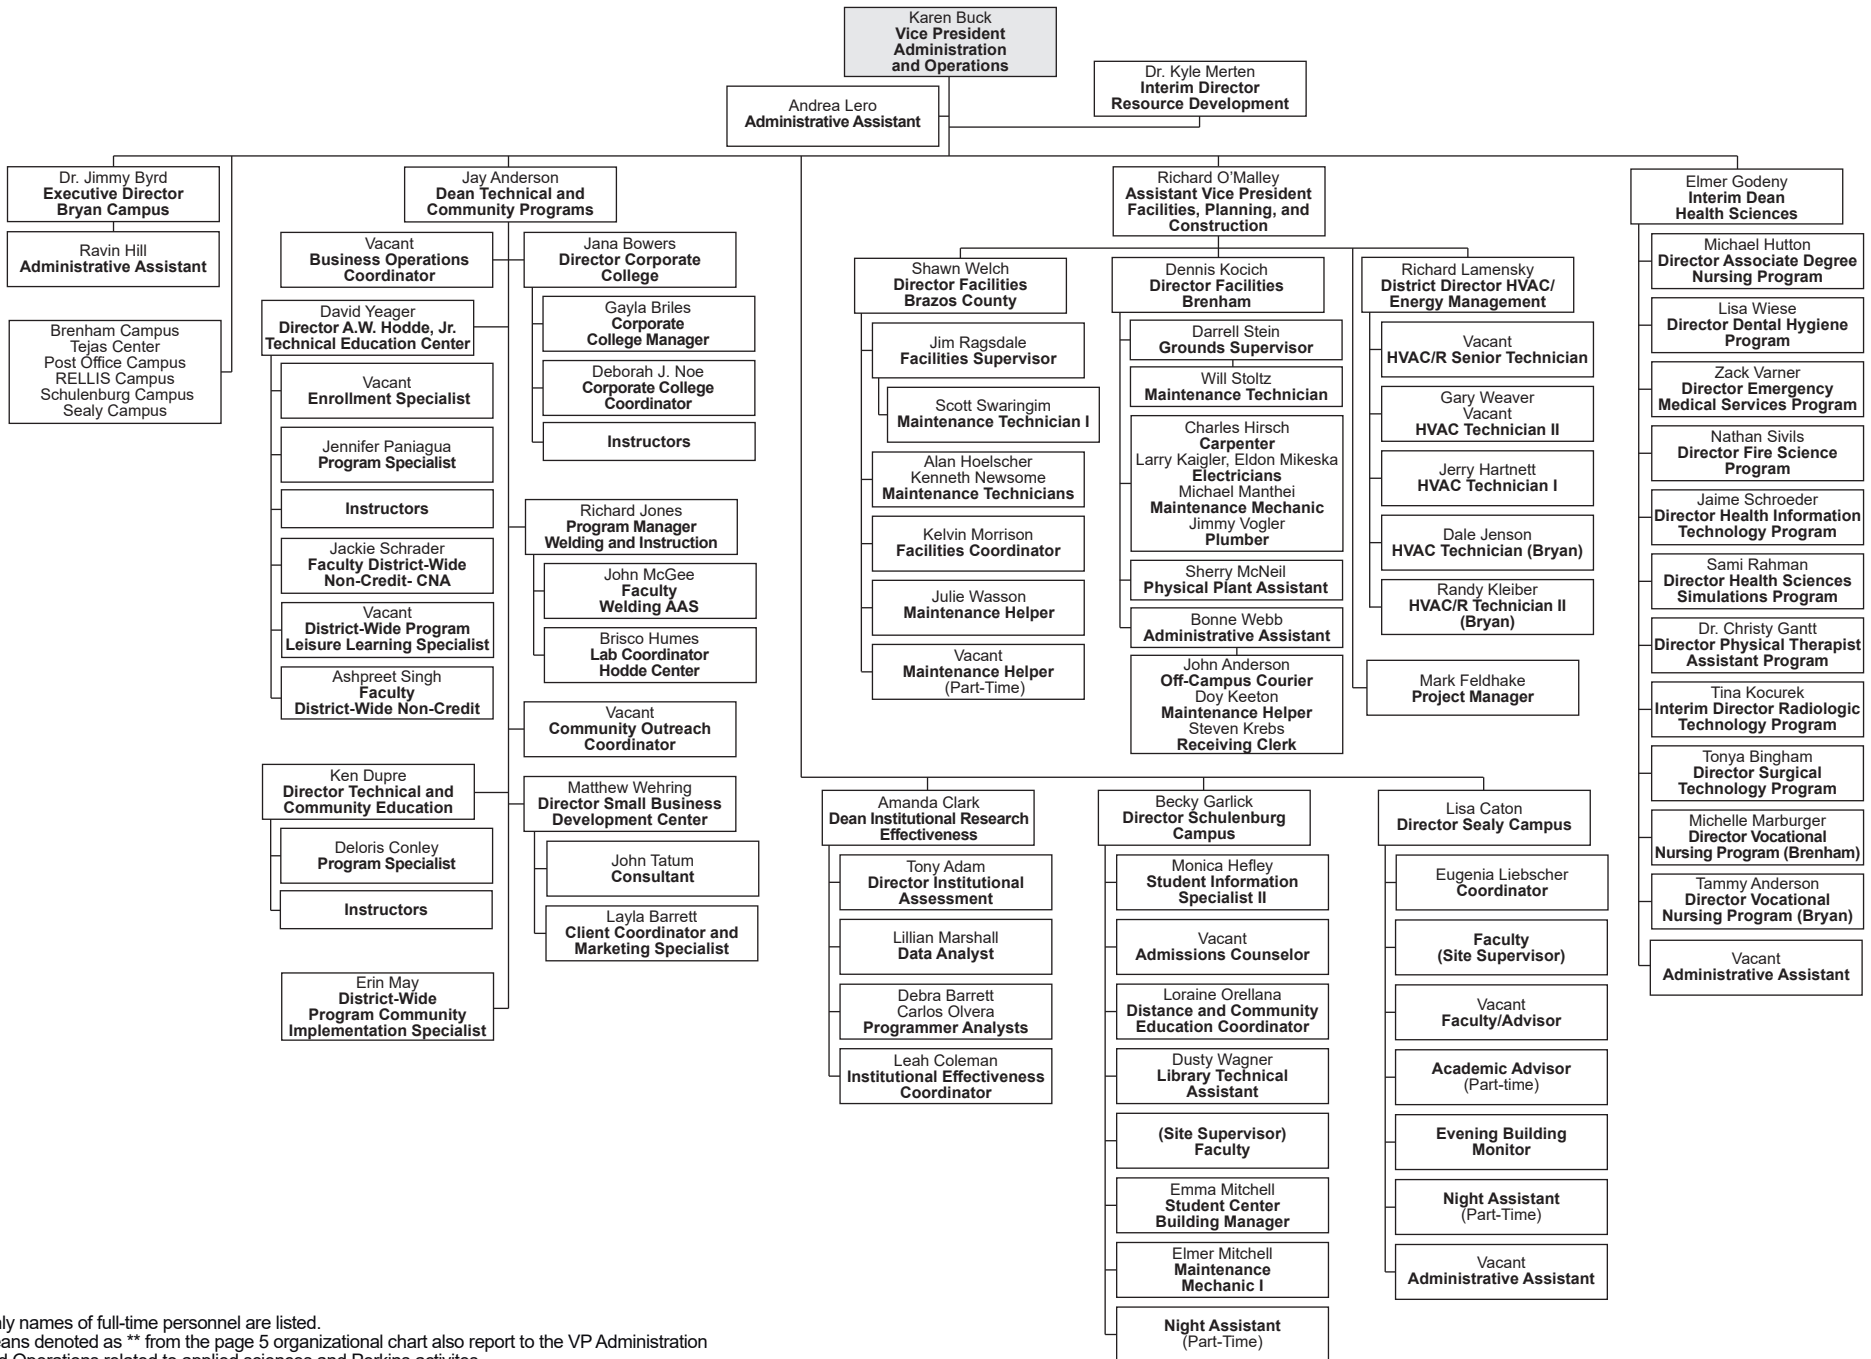 Karen Buck
Vice President
Administration
and Operations
Dr. Kyle Merten
Interim Director
Resource Development
Andrea Lero
Administrative Assistant
Dr. Jimmy Byrd
Executive Director
Bryan Campus
Ravin Hill
Administrative Assistant
Brenham Campus
Tejas Center
Post Office Campus
RELLIS Campus
Schulenburg Campus
Sealy Campus
Jay Anderson
Dean Technical and
Community Programs
Vacant
Business Operations
Coordinator
Jana Bowers
Director Corporate
College
Gayla Briles
Corporate
College Manager
Deborah J. Noe
Corporate College
Coordinator
Instructors
David Yeager
Director A.W. Hodde, Jr.
Technical Education Center
Vacant
Enrollment Specialist
Jennifer Paniagua
Program Specialist
Instructors
Jackie Schrader
Faculty District-Wide
Non-Credit- CNA
Vacant
District-Wide Program
Leisure Learning Specialist
Ashpreet Singh
Faculty
District-Wide Non-Credit
Richard Jones
Program Manager
Welding and Instruction
John McGee
Faculty
Welding AAS
Brisco Humes
Lab Coordinator
Hodde Center
Vacant
Community Outreach
Coordinator
Ken Dupre
Director Technical and
Community Education
Deloris Conley
Program Specialist
Instructors
Matthew Wehring
Director Small Business
Development Center
John Tatum
Consultant
Layla Barrett
Client Coordinator and
Marketing Specialist
Erin May
District-Wide
Program Community
Implementation Specialist
Richard O’Malley
Assistant Vice President
Facilities, Planning, and
Construction
Shawn Welch
Director Facilities
Brazos County
Jim Ragsdale
Facilities Supervisor
Scott Swaringim
Maintenance Technician I
Alan Hoelscher
Kenneth Newsome
Maintenance Technicians
Kelvin Morrison
Facilities Coordinator
Julie Wasson
Maintenance Helper
Vacant
Maintenance Helper
(Part-Time)
Dennis Kocich
Director Facilities
Brenham
Darrell Stein
Grounds Supervisor
Will Stoltz
Maintenance Technician
Charles Hirsch
Carpenter
Larry Kaigler, Eldon Mikeska
Electricians
Michael Manthei
Maintenance Mechanic
Jimmy Vogler
Plumber
Sherry McNeil
Physical Plant Assistant
Bonne Webb
Administrative Assistant
John Anderson
Off-Campus Courier
Doy Keeton
Maintenance Helper
Steven Krebs
Receiving Clerk
Richard Lamensky
District Director HVAC/
Energy Management
Vacant
HVAC/R Senior Technician
Gary Weaver
Vacant
HVAC Technician II
Jerry Hartnett
HVAC Technician I
Dale Jenson
HVAC Technician (Bryan)
Randy Kleiber
HVAC/R Technician II
(Bryan)
Mark Feldhake
Project Manager
Elmer Godeny
Interim Dean
Health Sciences
Michael Hutton
Director Associate Degree
Nursing Program
Lisa Wiese
Director Dental Hygiene
Program
Zack Varner
Director Emergency
Medical Services Program
Nathan Sivils
Director Fire Science
Program
Jaime Schroeder
Director Health Information
Technology Program
Sami Rahman
Director Health Sciences
Simulations Program
Dr. Christy Gantt
Director Physical Therapist
Assistant Program
Tina Kocurek
Interim Director Radiologic
Technology Program
Tonya Bingham
Director Surgical
Technology Program
Michelle Marburger
Director Vocational
Nursing Program (Brenham)
Tammy Anderson
Director Vocational
Nursing Program (Bryan)
Vacant
Administrative Assistant
Amanda Clark
Dean Institutional Research
Effectiveness
Tony Adam
Director Institutional
Assessment
Lillian Marshall
Data Analyst
Debra Barrett
Carlos Olvera
Programmer Analysts
Leah Coleman
Institutional Effectiveness
Coordinator
Becky Garlick
Director Schulenburg
Campus
Monica Hefley
Student Information
Specialist II
Vacant
Admissions Counselor
Loraine Orellana
Distance and Community
Education Coordinator
Dusty Wagner
Library Technical
Assistant
(Site Supervisor)
Faculty
Emma Mitchell
Student Center
Building Manager
Elmer Mitchell
Maintenance
Mechanic I
Night Assistant
(Part-Time)
Lisa Caton
Director Sealy Campus
Eugenia Liebscher
Coordinator
Faculty
(Site Supervisor)
Vacant
Faculty/Advisor
Academic Advisor
(Part-time)
Evening Building
Monitor
Night Assistant
(Part-Time)
Vacant
Administrative Assistant
names of full-time personnel are listed.
denoted as ** from the page 5 organizational chart also report to the VP Administration
Operations related to applied sciences and Perkins